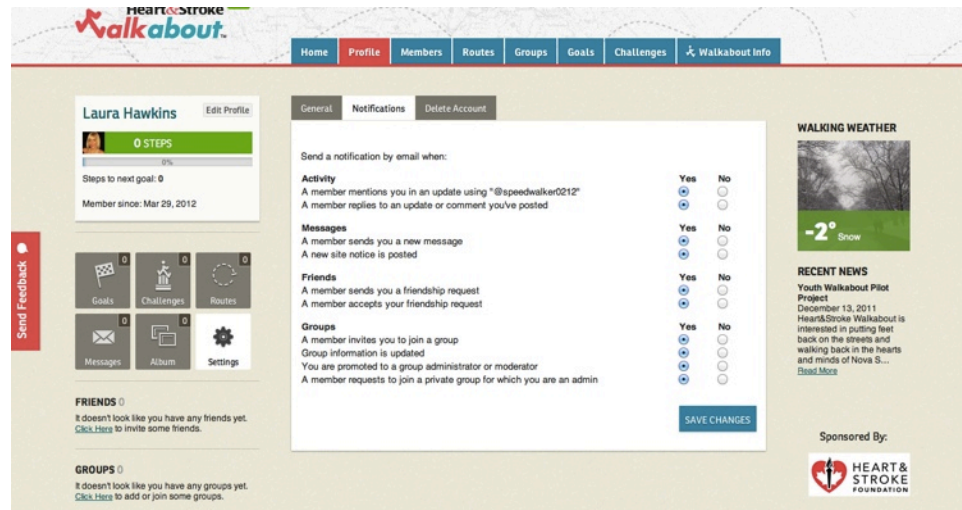 Heart&Stroke
Walkabout™
Home Profile Members Routes Groups Goals Challenges Walkabout Info
Laura Hawkins Edit Profile
0 STEPS
0%
Steps to next goal: 0
Member since: Mar 29, 2012
Send Feedback
0 0 0
Goals Challenges Routes
0 0
Messages Album Settings
FRIENDS 0
It doesn't look like you have any friends yet.
Click Here to invite some friends.
GROUPS 0
It doesn't look like you have any groups yet.
Click Here to add or join some groups.
General Notifications Delete Account
Send a notification by email when:
Activity Yes No
A member mentions you in an update using "@speedwalker0212"
A member replies to an update or comment you've posted
Messages Yes No
A member sends you a new message
A new site notice is posted
Friends Yes No
A member sends you a friendship request
A member accepts your friendship request
Groups Yes No
A member invites you to join a group
Group information is updated
You are promoted to a group administrator or moderator
A member requests to join a private group for which you are an admin
SAVE CHANGES
WALKING WEATHER
-2° Snow
RECENT NEWS
Youth Walkabout Pilot
Project
December 13, 2011
Heart&Stroke Walkabout is
interested in putting feet
back on the streets and
walking back in the hearts
and minds of Nova S...
Read More
Sponsored By:
HEART&
STROKE
FOUNDATION